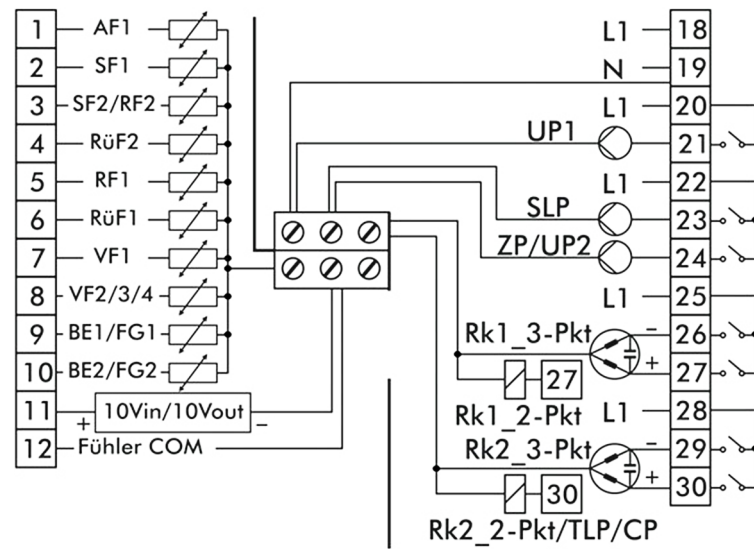 1 AF1
2 SF1
3 SF2/RF2
4 RüF2
5 RF1
6 RüF1
7 VF1
8 VF2/3/4
9 BE1/FG1
10 BE2/FG2
11 + 10Vin/10Vout −
12 Fühler COM
L1 18
N 19
L1 20
UP1 21
L1 22
SLP 23
ZP/UP2 24
L1 25
Rk1_3-Pkt − 26
+ 27
27
Rk1_2-Pkt
L1 28
Rk2_3-Pkt − 29
+ 30
30
Rk2_2-Pkt/TLP/CP